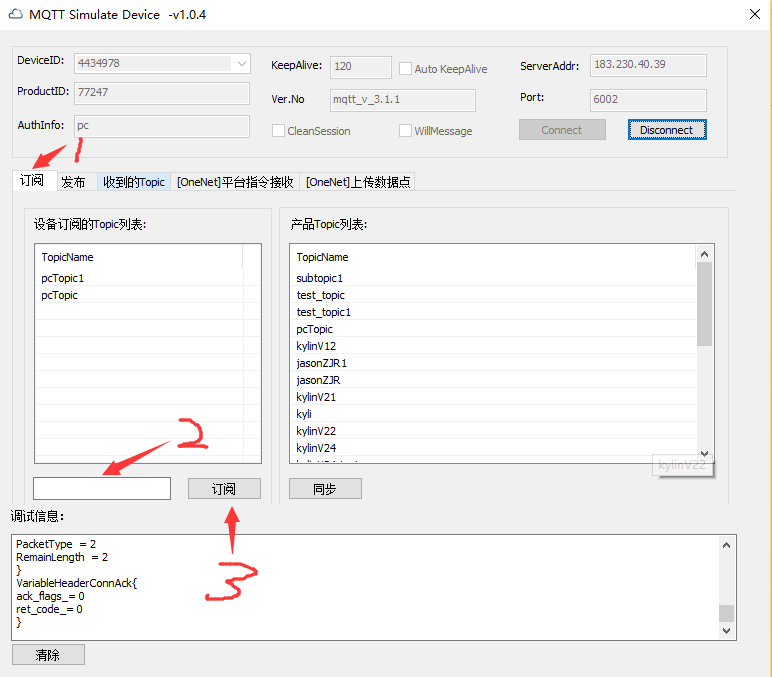 MQTT Simulate Device -v1.0.4
DeviceID: 4434978
KeepAlive: 120
Auto KeepAlive
ServerAddr: 183.230.40.39
ProductID: 77247
Ver.No mqtt_v_3.1.1
Port: 6002
AuthInfo: pc
CleanSession
WillMessage
Connect
Disconnect
1
订阅 发布 收到的Topic [OneNet]平台指令接收 [OneNet]上传数据点
设备订阅的Topic列表:
TopicName
pcTopic1
pcTopic
产品Topic列表:
TopicName
subtopic1
test_topic
test_topic1
pcTopic
kylinV12
jasonZJR1
jasonZJR
kylinV21
kyli
kylinV22
kylinV24
kylinV22
2
订阅
同步
3
调试信息:
PacketType = 2
RemainLength = 2
}
VariableHeaderConnAck{
ack_flags_= 0
ret_code_= 0
}
清除